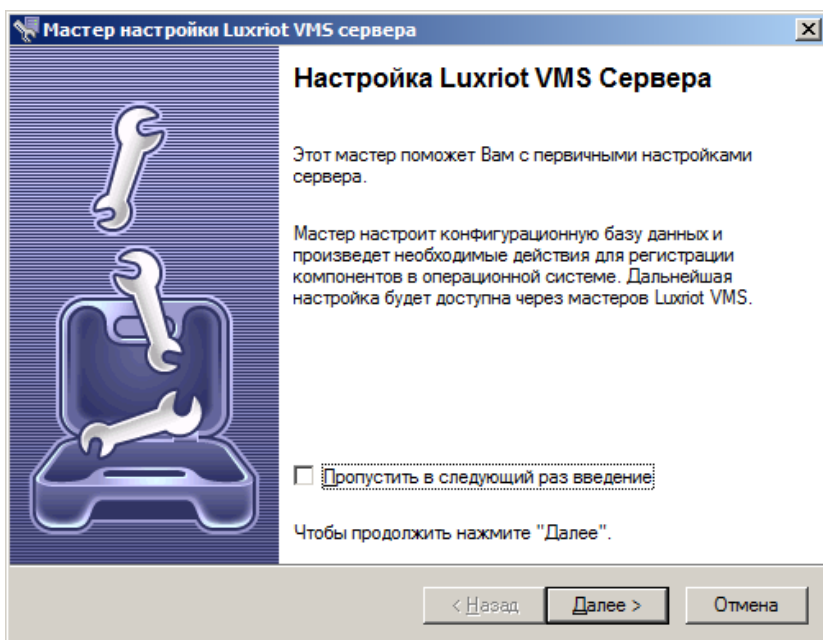 Мастер настройки Luxriot VMS сервера
Настройка Luxriot VMS Сервера
Этот мастер поможет Вам с первичными настройками
сервера.
Мастер настроит конфигурационную базу данных и
произведет необходимые действия для регистрации
компонентов в операционной системе. Дальнейшая
настройка будет доступна через мастеров Luxriot VMS.
Пропустить в следующий раз введение
Чтобы продолжить нажмите "Далее".
< Назад
Далее >
Отмена